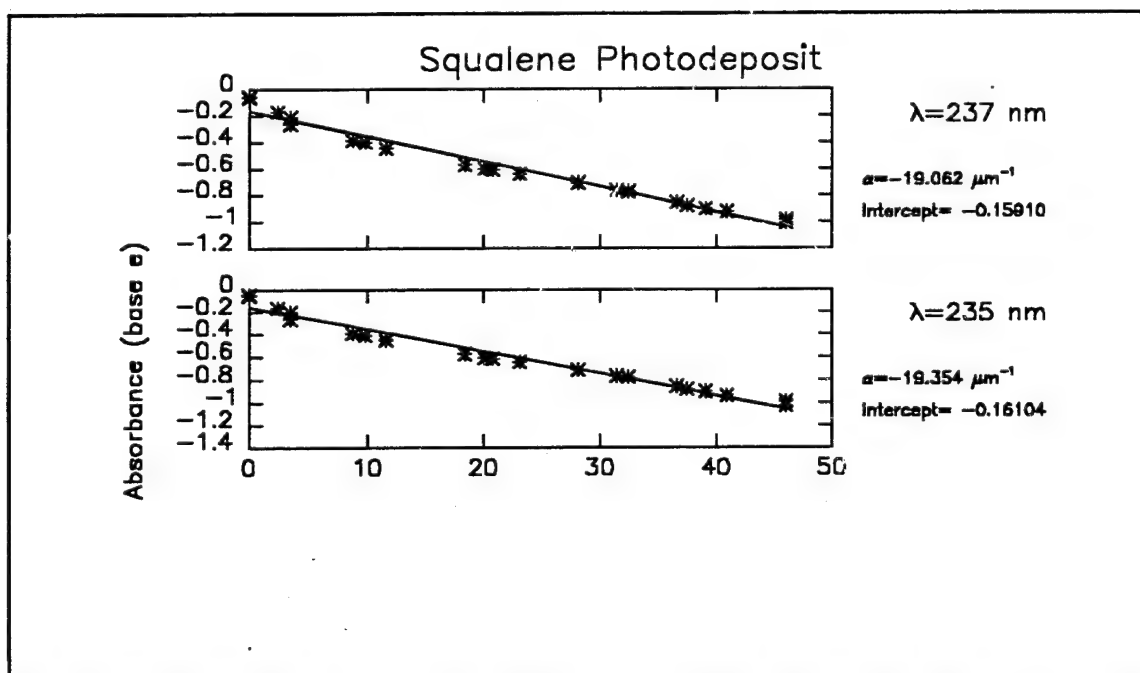 Squalene Photodeposit
0
−0.2
−0.4
−0.6
−0.8
−1
−1.2
λ=237 nm
α=−19.062 μm⁻¹
Intercept= −0.15910
Absorbance (base e)
0
−0.2
−0.4
−0.6
−0.8
−1
−1.2
−1.4
0 10 20 30 40 50
λ=235 nm
α=−19.354 μm⁻¹
Intercept= −0.16104